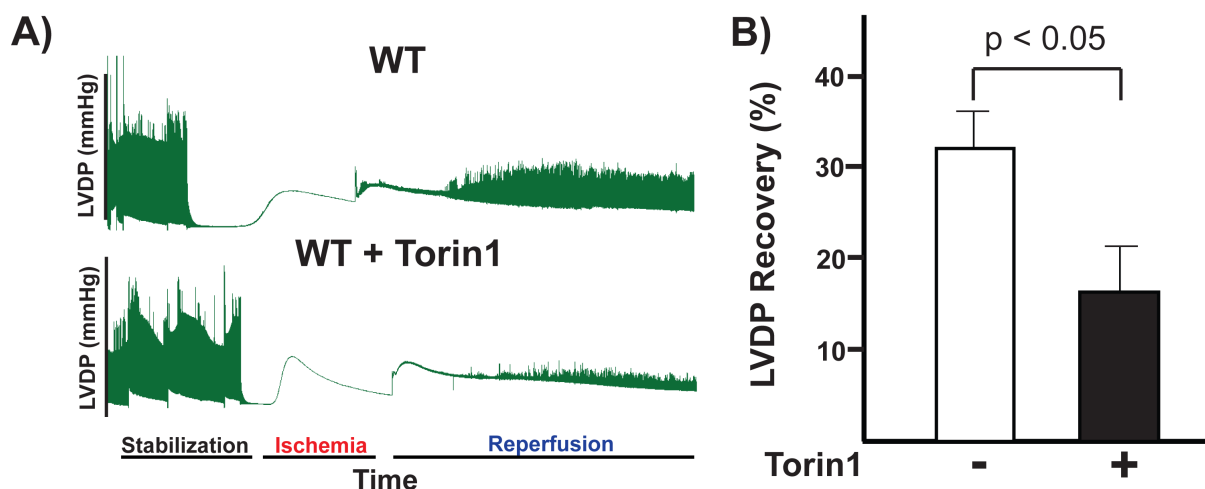 A)
WT
LVDP (mmHg)
WT + Torin1
LVDP (mmHg)
Stabilization Ischemia Reperfusion
Time
B)
p < 0.05
LVDP Recovery (%)
40
30
20
10
Torin1 - +